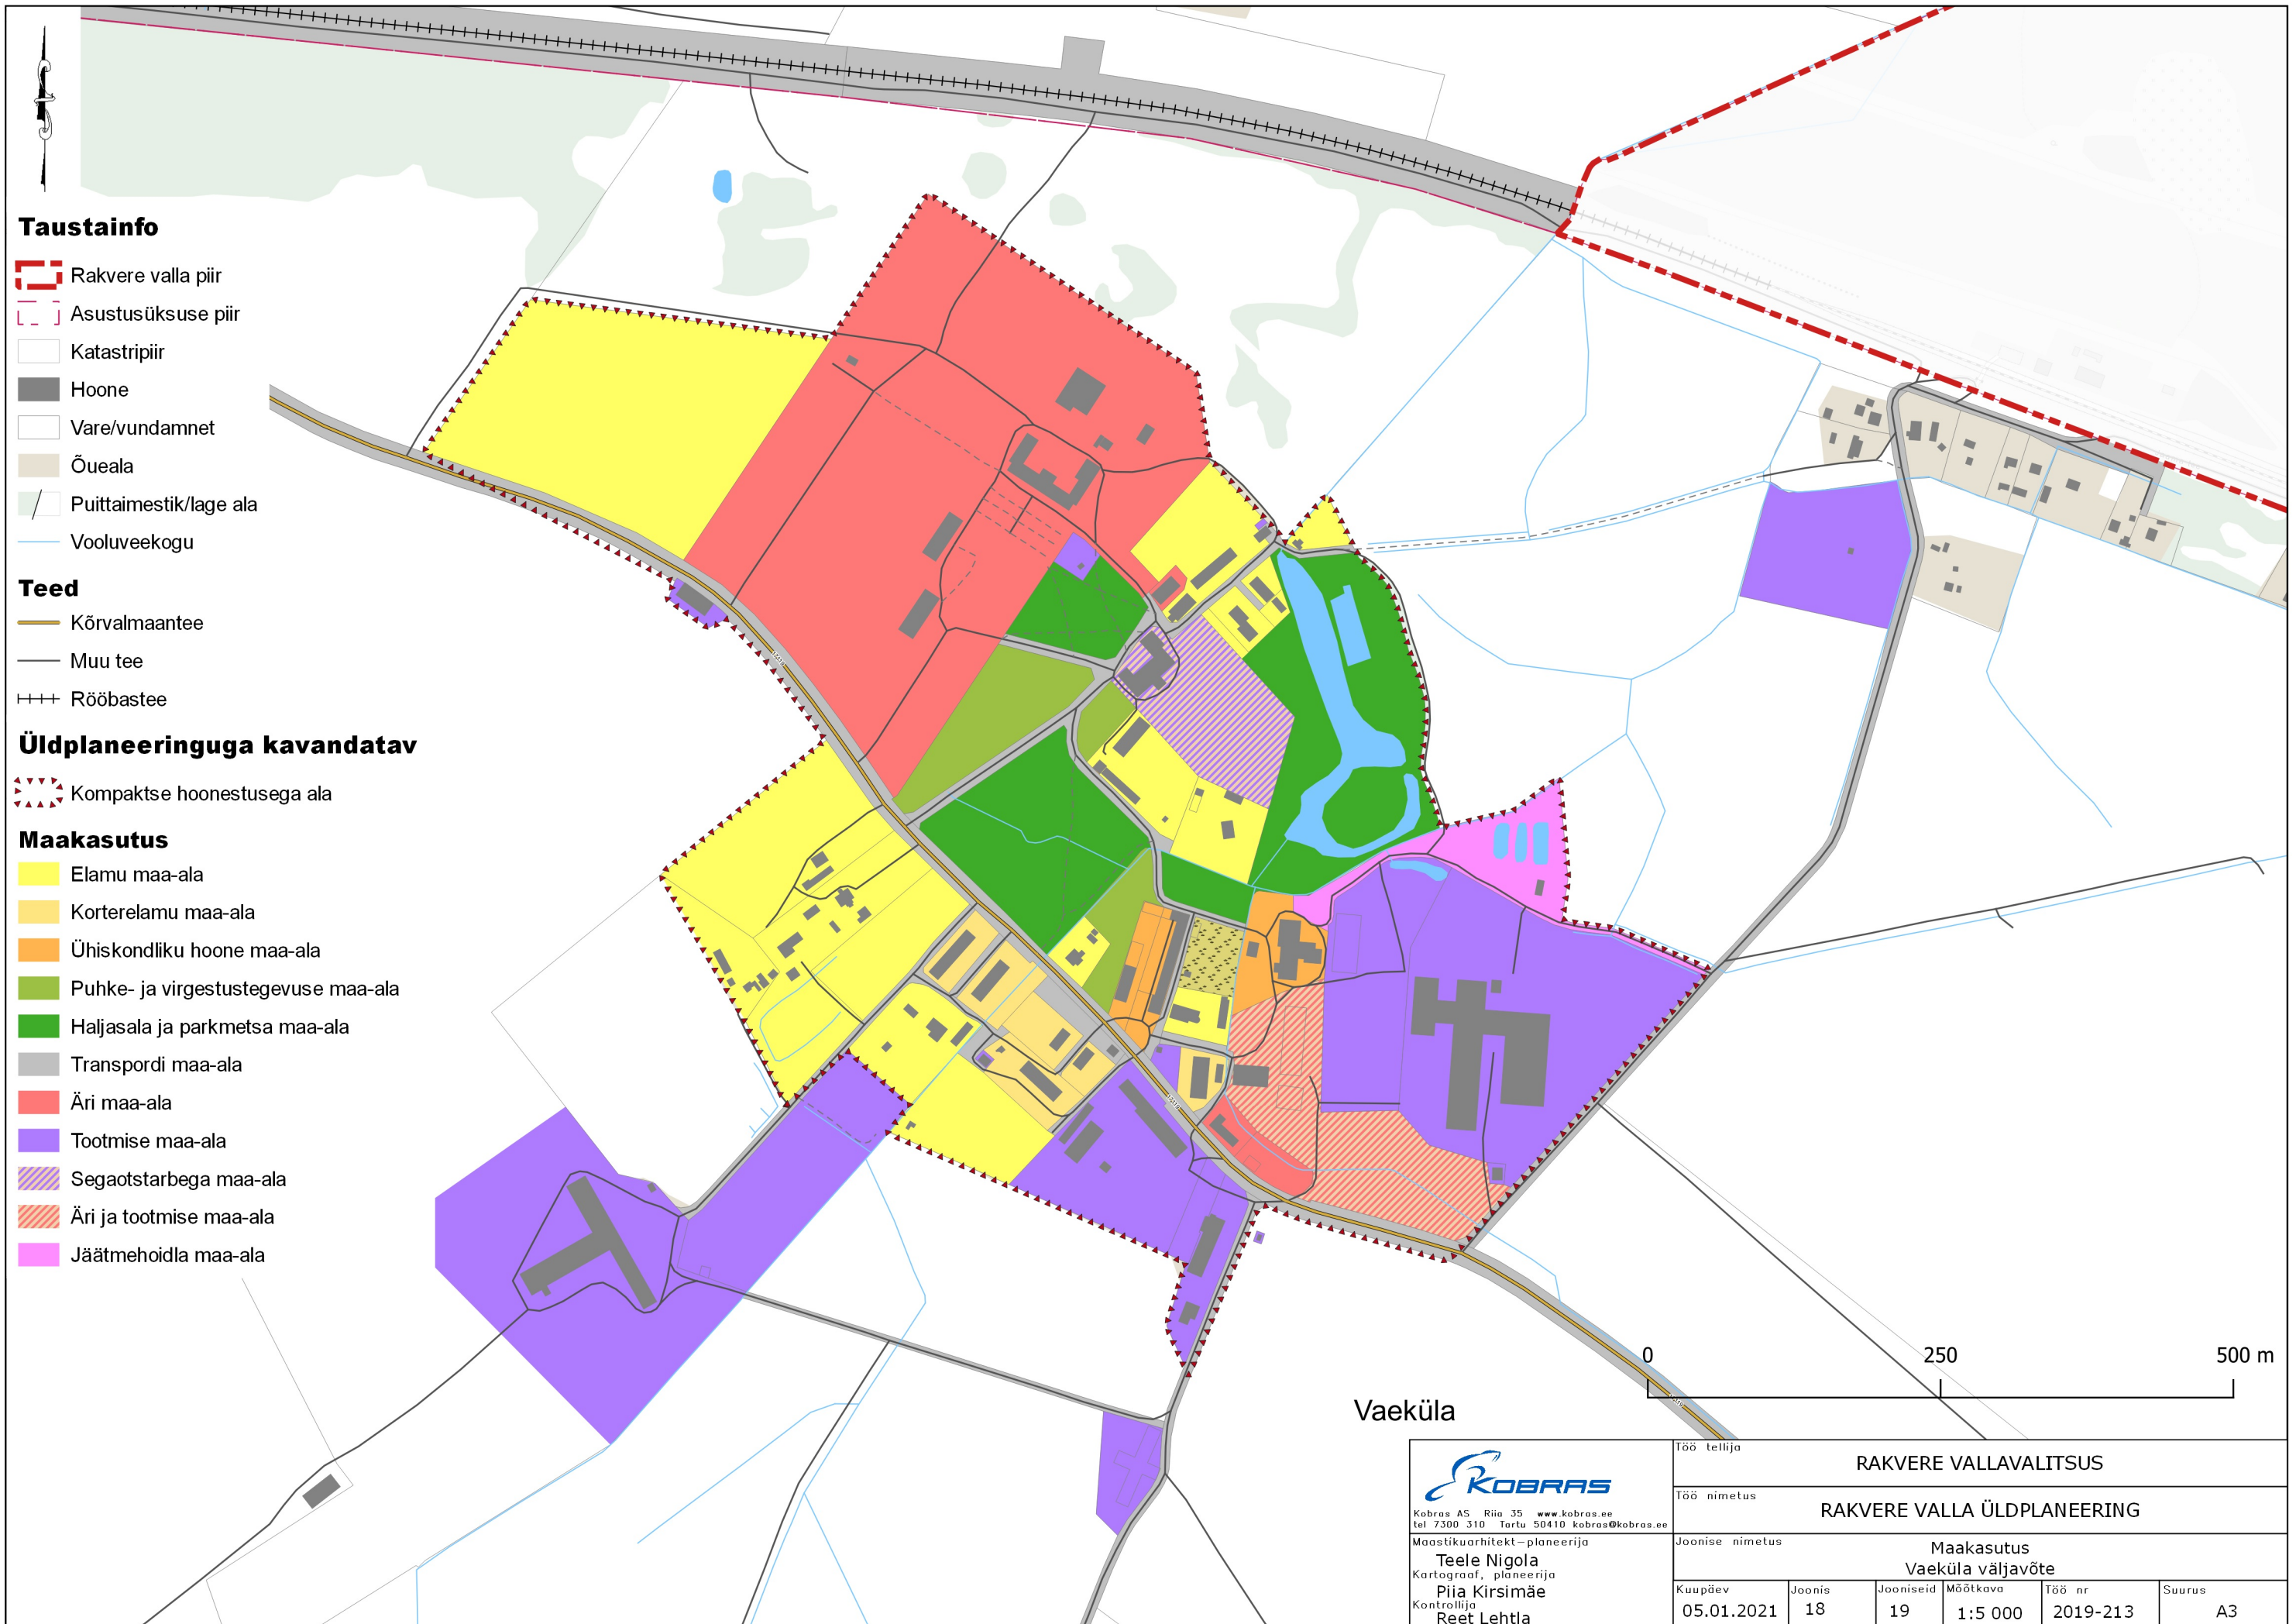 Taustainfo
Rakvere valla piir
Asustusüksuse piir
Katastripiir
Hoone
Vare/vundamnet
Õueala
Puittaimestik/lage ala
Vooluveekogu
Teed
Kõrvalmaantee
Muu tee
Rööbastee
Üldplaneeringuga kavandatav
Kompaktse hoonestusega ala
Maakasutus
Elamu maa-ala
Korterelamu maa-ala
Ühiskondliku hoone maa-ala
Puhke- ja virgestustegevuse maa-ala
Haljasala ja parkmetsa maa-ala
Transpordi maa-ala
Äri maa-ala
Tootmise maa-ala
Segaotstarbega maa-ala
Äri ja tootmise maa-ala
Jäätmehoidla maa-ala
0 250 500 m
Vaeküla
KOBRAS
Kobras AS Riia 35 www.kobras.ee
tel 7300 310 Tartu 50410 kobras@kobras.ee
Maastikuarhitekt-planeerija
Teele Nigola
Kartograaf, planeerija
Piia Kirsimäe
Kontrollija
Reet Lehtla
Töö tellija
RAKVERE VALLAVALITSUS
Töö nimetus
RAKVERE VALLA ÜLDPLANEERING
Joonise nimetus
Maakasutus
Vaeküla väljavõte
Kuupäev Joonis Jooniseid Mõõtkava Töö nr Suurus
05.01.2021 18 19 1:5 000 2019-213 A3